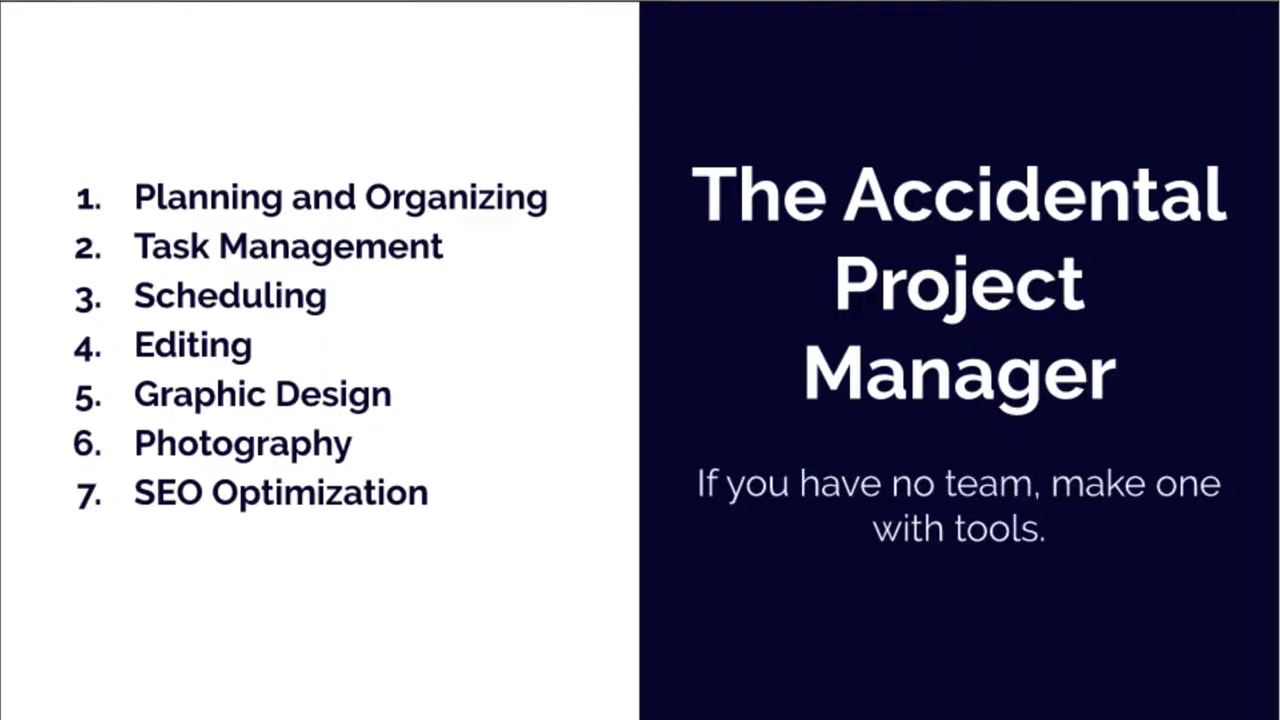 1. Planning and Organizing
2. Task Management
3. Scheduling
4. Editing
5. Graphic Design
6. Photography
7. SEO Optimization
The Accidental
Project
Manager
If you have no team, make one
with tools.